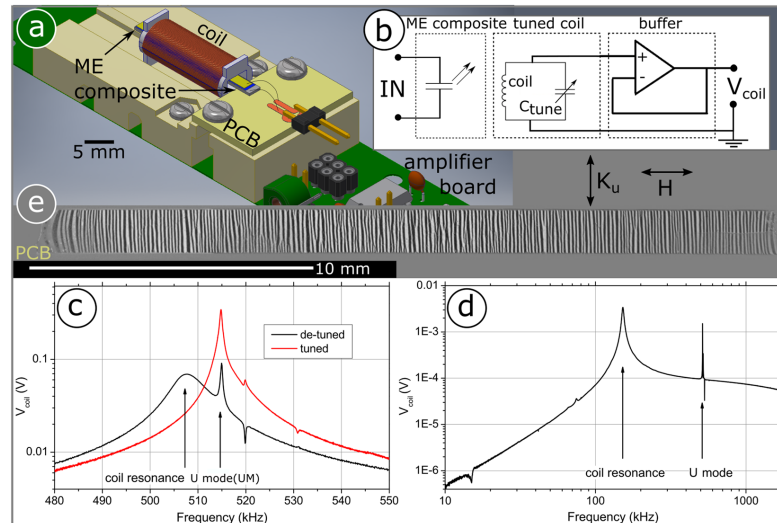 a
coil
ME
composite
PCB
5 mm
amplifier
board
b
ME composite tuned coil
buffer
IN
coil
C_tune
+
-
V_coil
K_u
H
e
PCB
10 mm
c
de-tuned
tuned
V_coil (V)
0.1
0.01
coil resonance
U mode(UM)
480
490
500
510
520
530
540
550
Frequency (kHz)
d
V_coil (V)
0.01
1E-3
1E-4
1E-5
1E-6
coil resonance
U mode
10
100
1000
Frequency (kHz)